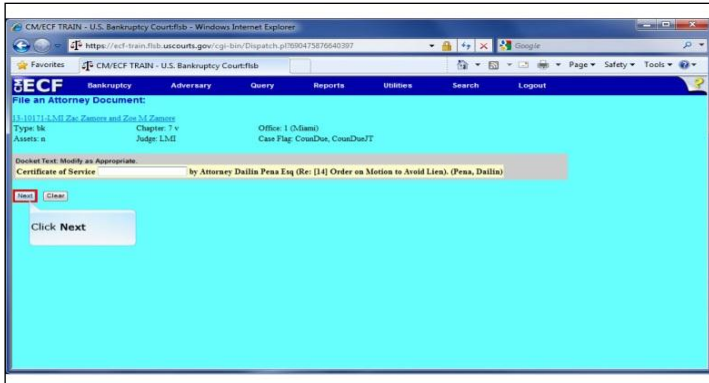 CM/ECF TRAIN - U.S. Bankruptcy Court:flsb - Windows Internet Explorer
https://ecf-train.flsb.uscourts.gov/cgi-bin/Dispatch.pl?690475876640397
Google
Favorites CM/ECF TRAIN - U.S. Bankruptcy Court:flsb Page Safety Tools
ECF Bankruptcy Adversary Query Reports Utilities Search Logout ?
File an Attorney Document:
13-10171-LMI Zac Zamore and Zoe M Zamore
Type: bk Chapter: 7 v Office: 1 (Miami)
Assets: n Judge: LMI Case Flag: CounDue, CounDueJT
Docket Text: Modify as Appropriate.
Certificate of Service by Attorney Dailin Pena Esq (Re: [14] Order on Motion to Avoid Lien). (Pena, Dailin)
Next Clear
Click Next